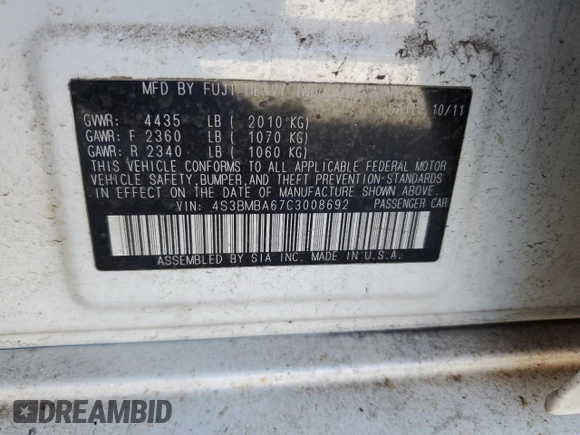 MFD BY FUJI HEAVY
10/11
GVWR: 4435 LB ( 2010 KG)
GAWR: F 2360 LB ( 1070 KG)
GAWR: R 2340 LB ( 1060 KG)
THIS VEHICLE CONFORMS TO ALL APPLICABLE FEDERAL MOTOR
VEHICLE SAFETY,BUMPER,AND THEFT PREVENTION-STANDARDS
IN EFFECT ON THE DATE OF MANUFACTURE SHOWN ABOVE.
VIN: 4S3BMBA67C3008692 PASSENGER CAR
ASSEMBLED BY SIA INC. MADE IN U.S.A.
DREAMBID